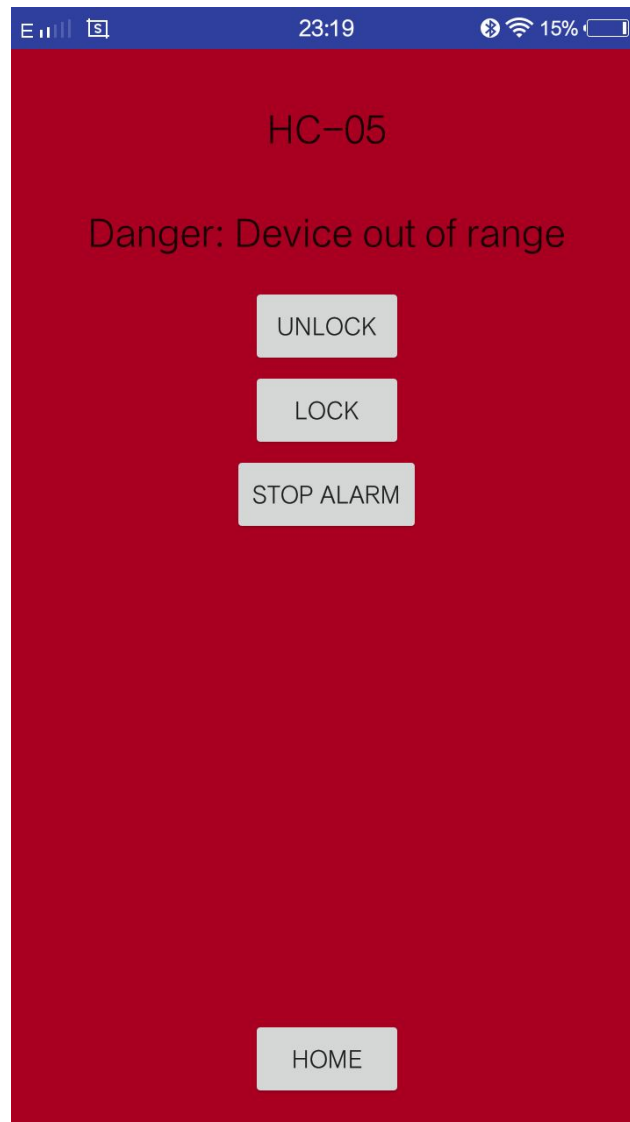 E 23:19 15%
HC-05
Danger: Device out of range
UNLOCK
LOCK
STOP ALARM
HOME